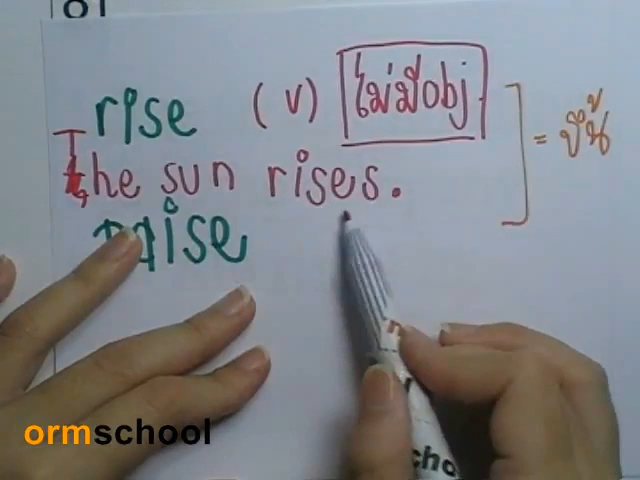 rise (v) ไม่มีobj
The sun rises. = ขึ้น
raise
ormschool